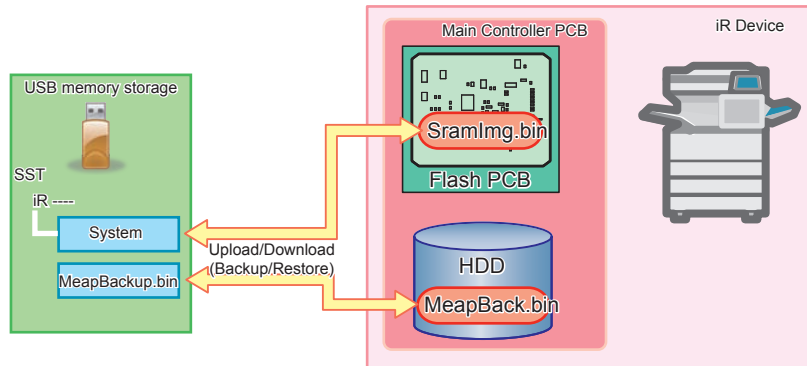 Main Controller PCB
iR Device
USB memory storage
SramImg.bin
Flash PCB
SST
iR ----
System
Upload/Download
(Backup/Restore)
MeapBackup.bin
HDD
MeapBack.bin